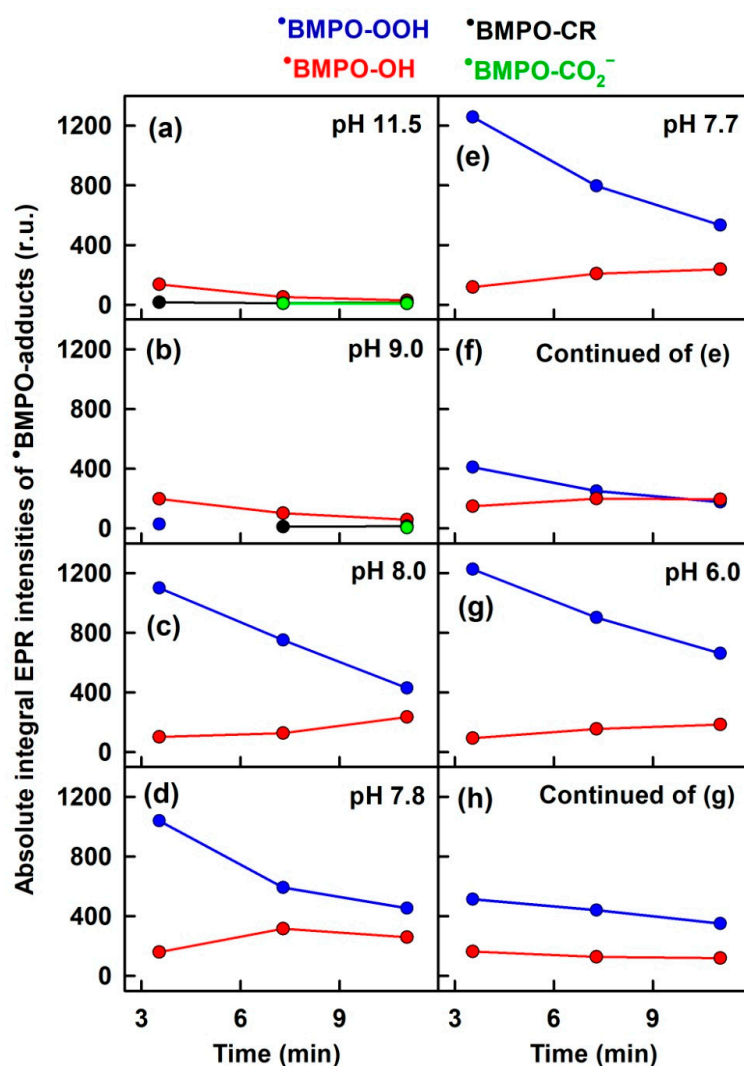 •BMPO-OOH •BMPO-CR
•BMPO-OH •BMPO-CO₂⁻
Absolute integral EPR intensities of •BMPO-adducts (r.u.)
(a) pH 11.5
1200
800
400
0
(e) pH 7.7
(b) pH 9.0
1200
800
400
0
(f) Continued of (e)
(c) pH 8.0
1200
800
400
0
(g) pH 6.0
(d) pH 7.8
1200
800
400
0
(h) Continued of (g)
3 6 9 3 6 9
Time (min) Time (min)